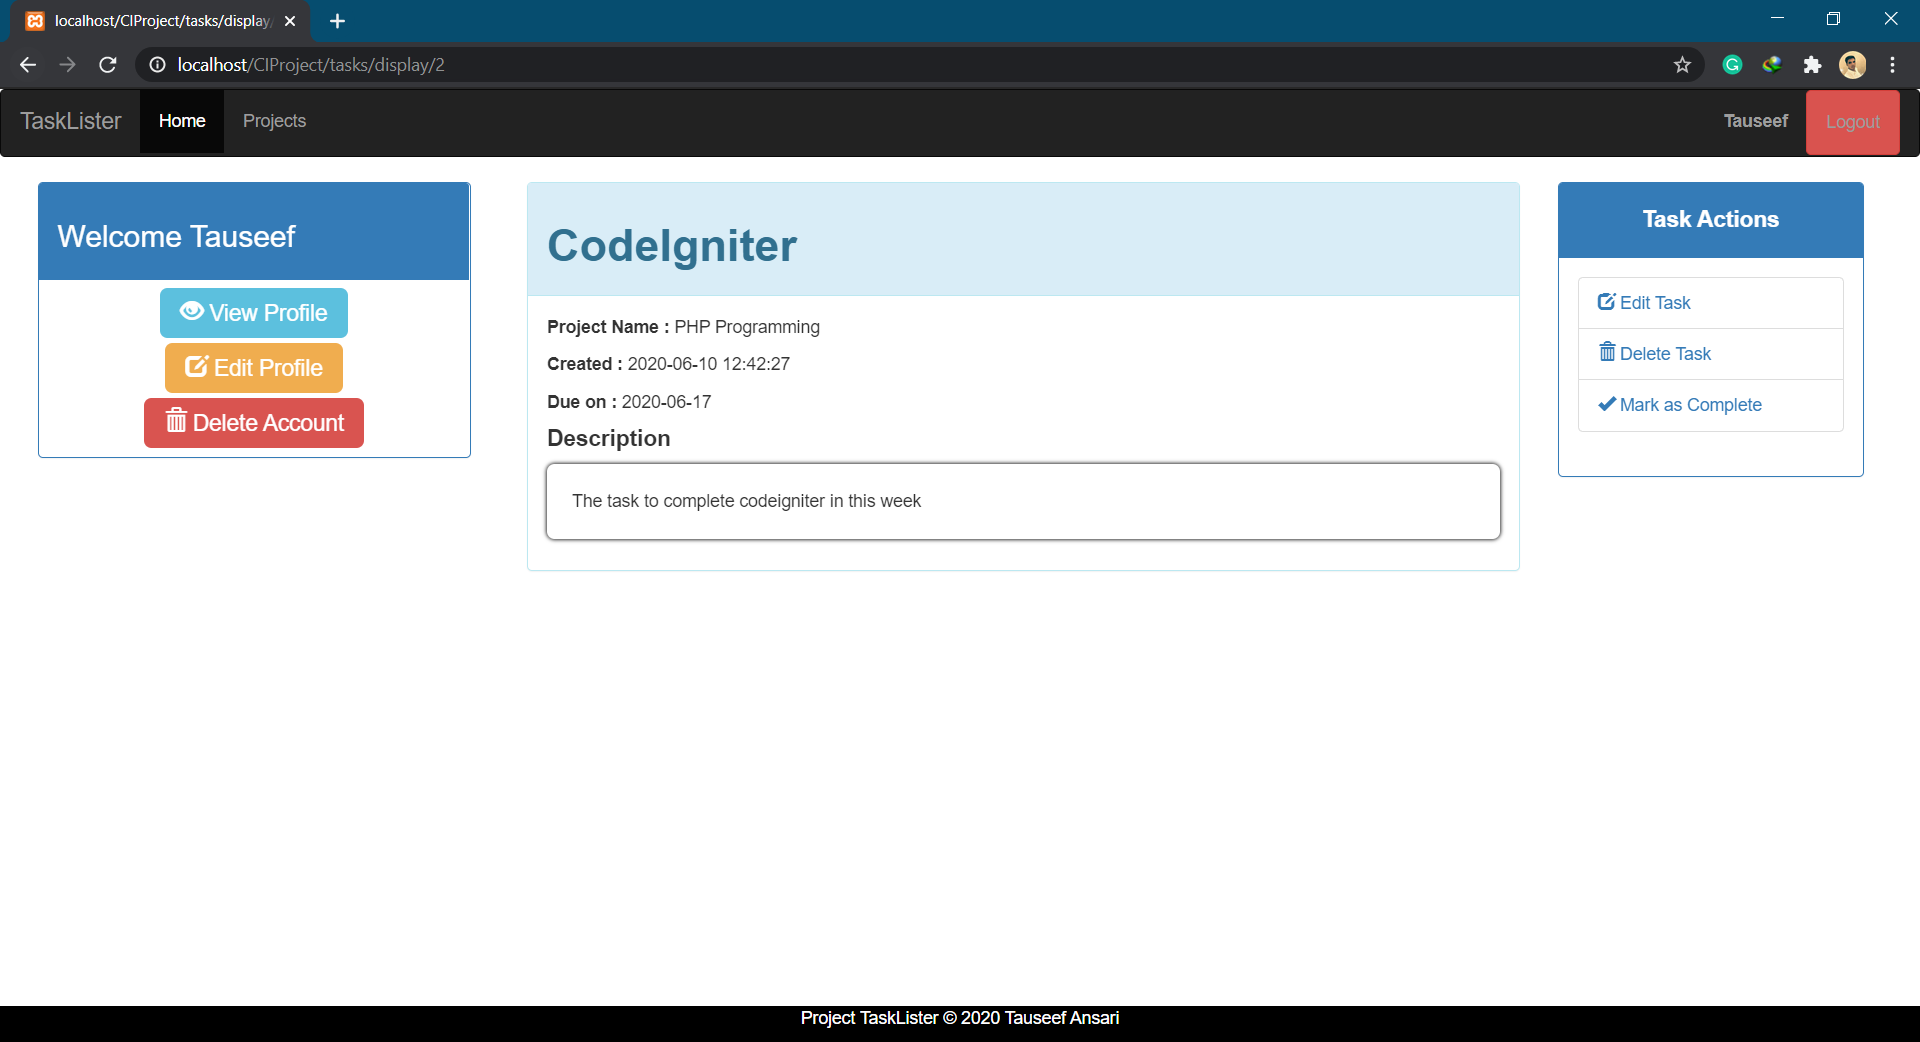 localhost/CIProject/tasks/display
localhost/CIProject/tasks/display/2
TaskLister Home Projects Tauseef Logout
Welcome Tauseef
View Profile
Edit Profile
Delete Account
CodeIgniter
Project Name : PHP Programming
Created : 2020-06-10 12:42:27
Due on : 2020-06-17
Description
The task to complete codeigniter in this week
Task Actions
Edit Task
Delete Task
Mark as Complete
Project TaskLister © 2020 Tauseef Ansari